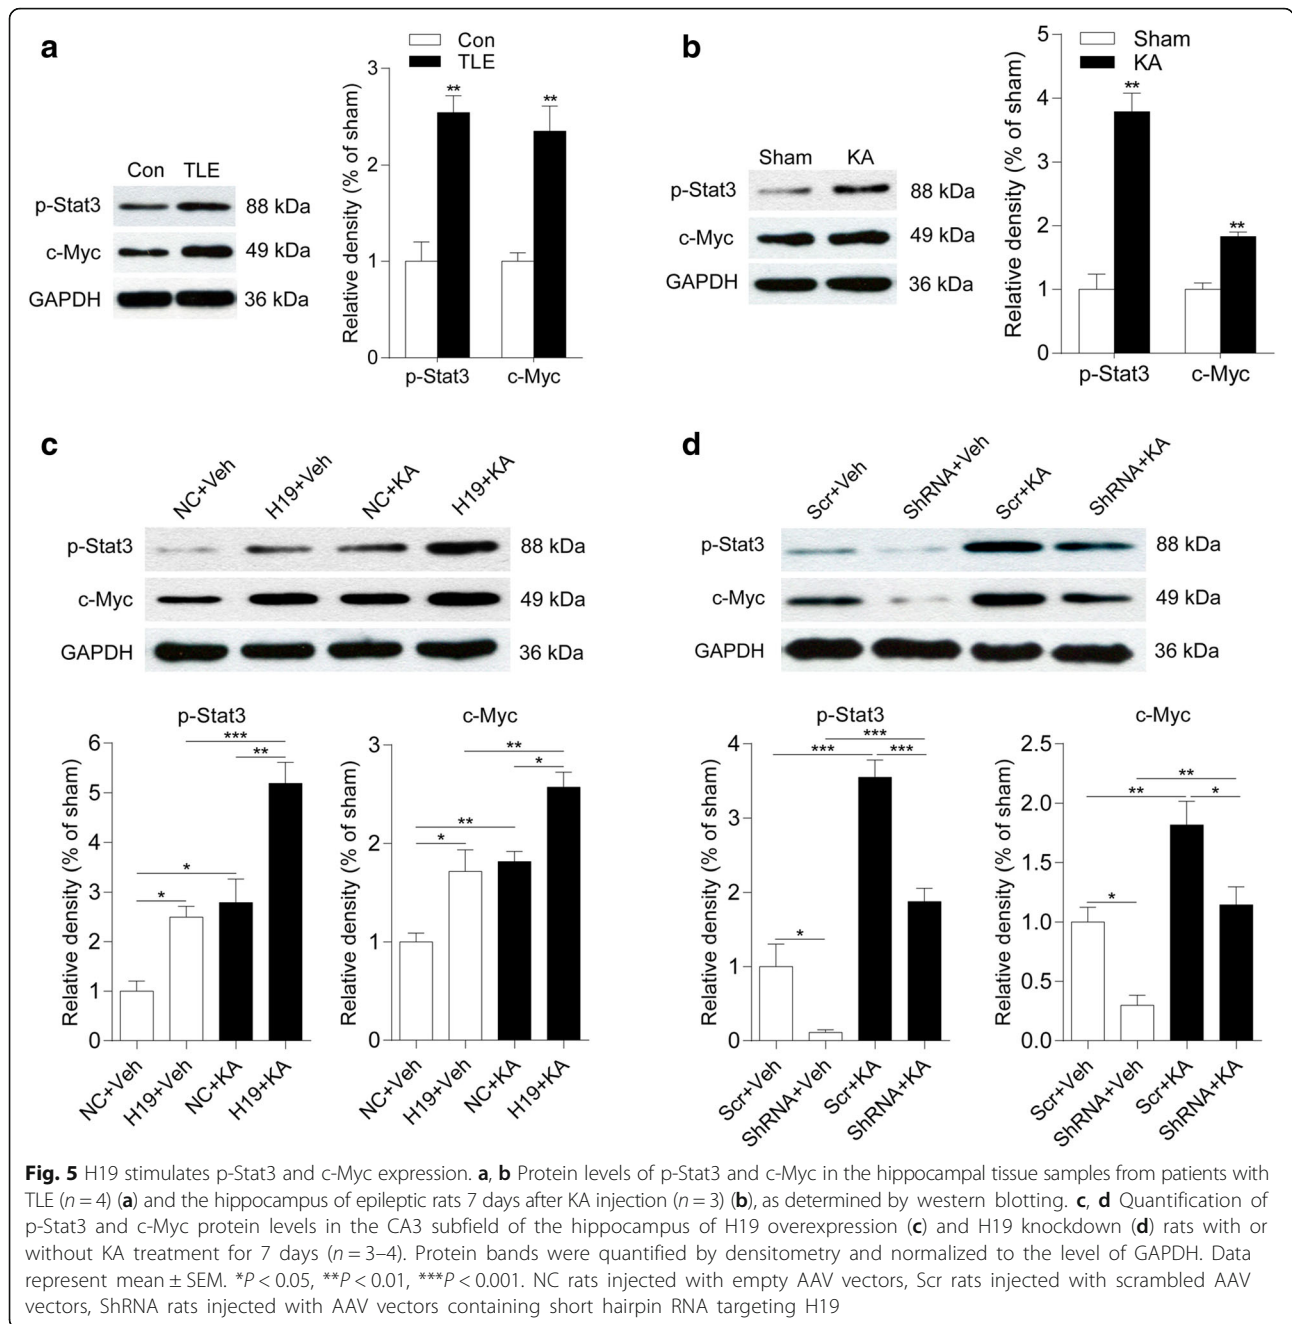 a
Con
TLE
Con TLE
p-Stat3 88 kDa
c-Myc 49 kDa
GAPDH 36 kDa
Relative density (% of sham)
3
2
1
0
** **
p-Stat3 c-Myc
b
Sham
KA
Sham KA
p-Stat3 88 kDa
c-Myc 49 kDa
GAPDH 36 kDa
Relative density (% of sham)
5
4
3
2
1
0
**
**
p-Stat3 c-Myc
c
NC+Veh H19+Veh NC+KA H19+KA
p-Stat3 88 kDa
c-Myc 49 kDa
GAPDH 36 kDa
p-Stat3
Relative density (% of sham)
6
5
4
3
2
1
0
***
**
*
*
NC+Veh H19+Veh NC+KA H19+KA
c-Myc
Relative density (% of sham)
3
2
1
0
**
*
**
*
NC+Veh H19+Veh NC+KA H19+KA
d
Scr+Veh ShRNA+Veh Scr+KA ShRNA+KA
p-Stat3 88 kDa
c-Myc 49 kDa
GAPDH 36 kDa
p-Stat3
Relative density (% of sham)
4
3
2
1
0
***
*** ***
*
Scr+Veh ShRNA+Veh Scr+KA ShRNA+KA
c-Myc
Relative density (% of sham)
2.5
2.0
1.5
1.0
0.5
0.0
**
** *
*
Scr+Veh ShRNA+Veh Scr+KA ShRNA+KA
Fig. 5 H19 stimulates p-Stat3 and c-Myc expression. a, b Protein levels of p-Stat3 and c-Myc in the hippocampal tissue samples from patients with
TLE (n = 4) (a) and the hippocampus of epileptic rats 7 days after KA injection (n = 3) (b), as determined by western blotting. c, d Quantification of
p-Stat3 and c-Myc protein levels in the CA3 subfield of the hippocampus of H19 overexpression (c) and H19 knockdown (d) rats with or
without KA treatment for 7 days (n = 3–4). Protein bands were quantified by densitometry and normalized to the level of GAPDH. Data
represent mean ± SEM. *P < 0.05, **P < 0.01, ***P < 0.001. NC rats injected with empty AAV vectors, Scr rats injected with scrambled AAV
vectors, ShRNA rats injected with AAV vectors containing short hairpin RNA targeting H19